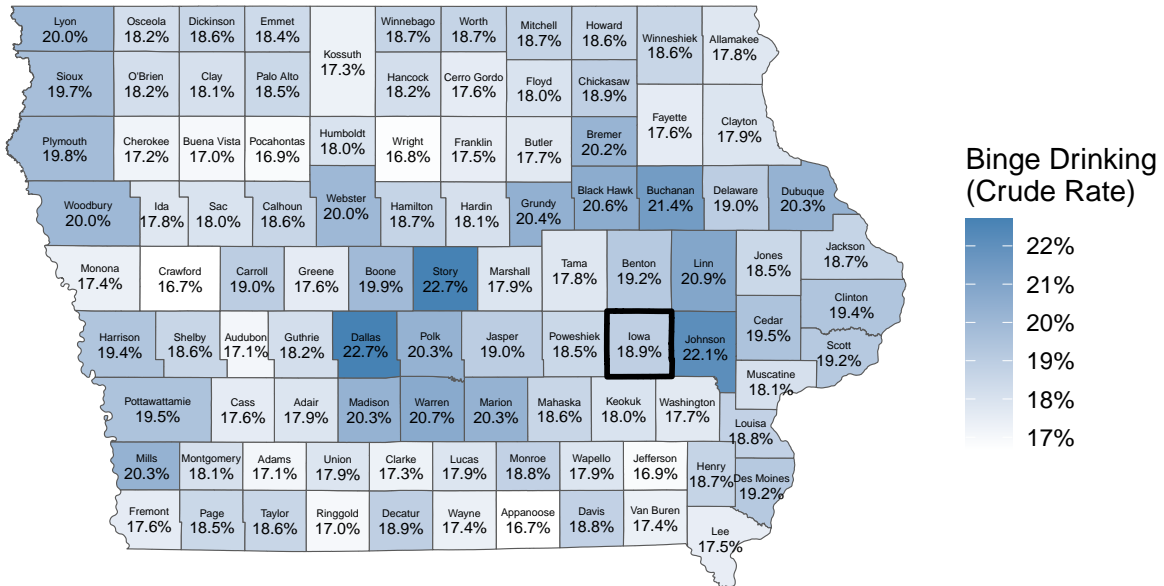 Lyon
20.0%
Osceola
18.2%
Dickinson
18.6%
Emmet
18.4%
Kossuth
17.3%
Winnebago
18.7%
Worth
18.7%
Mitchell
18.7%
Howard
18.6%
Winneshiek
18.6%
Allamakee
17.8%
Sioux
19.7%
O'Brien
18.2%
Clay
18.1%
Palo Alto
18.5%
Hancock
18.2%
Cerro Gordo
17.6%
Floyd
18.0%
Chickasaw
18.9%
Fayette
17.6%
Clayton
17.9%
Plymouth
19.8%
Cherokee
17.2%
Buena Vista
17.0%
Pocahontas
16.9%
Humboldt
18.0%
Wright
16.8%
Franklin
17.5%
Butler
17.7%
Bremer
20.2%
Woodbury
20.0%
Ida
17.8%
Sac
18.0%
Calhoun
18.6%
Webster
20.0%
Hamilton
18.7%
Hardin
18.1%
Grundy
20.4%
Black Hawk
20.6%
Buchanan
21.4%
Delaware
19.0%
Dubuque
20.3%
Monona
17.4%
Crawford
16.7%
Carroll
19.0%
Greene
17.6%
Boone
19.9%
Story
22.7%
Marshall
17.9%
Tama
17.8%
Benton
19.2%
Linn
20.9%
Jones
18.5%
Jackson
18.7%
Clinton
19.4%
Harrison
19.4%
Shelby
18.6%
Audubon
17.1%
Guthrie
18.2%
Dallas
22.7%
Polk
20.3%
Jasper
19.0%
Poweshiek
18.5%
Iowa
18.9%
Johnson
22.1%
Cedar
19.5%
Scott
19.2%
Muscatine
18.1%
Pottawattamie
19.5%
Cass
17.6%
Adair
17.9%
Madison
20.3%
Warren
20.7%
Marion
20.3%
Mahaska
18.6%
Keokuk
18.0%
Washington
17.7%
Louisa
18.8%
Mills
20.3%
Montgomery
18.1%
Adams
17.1%
Union
17.9%
Clarke
17.3%
Lucas
17.9%
Monroe
18.8%
Wapello
17.9%
Jefferson
16.9%
Henry
18.7%
Des Moines
19.2%
Fremont
17.6%
Page
18.5%
Taylor
18.6%
Ringgold
17.0%
Decatur
18.9%
Wayne
17.4%
Appanoose
16.7%
Davis
18.8%
Van Buren
17.4%
Lee
17.5%
Binge Drinking
(Crude Rate)
22%
21%
20%
19%
18%
17%